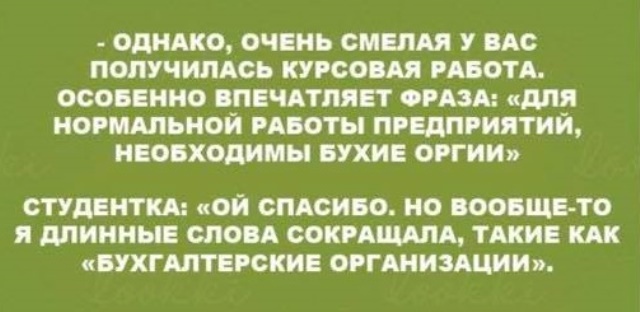 - ОДНАКО, ОЧЕНЬ СМЕЛАЯ У ВАС
ПОЛУЧИЛАСЬ КУРСОВАЯ РАБОТА.
ОСОБЕННО ВПЕЧАТЛЯЕТ ФРАЗА: «ДЛЯ
НОРМАЛЬНОЙ РАБОТЫ ПРЕДПРИЯТИЙ,
НЕОБХОДИМЫ БУХИЕ ОРГИИ»
СТУДЕНТКА: «ОЙ СПАСИБО. НО ВООБЩЕ-ТО
Я ДЛИННЫЕ СЛОВА СОКРАЩАЛА, ТАКИЕ КАК
«БУХГАЛТЕРСКИЕ ОРГАНИЗАЦИИ».